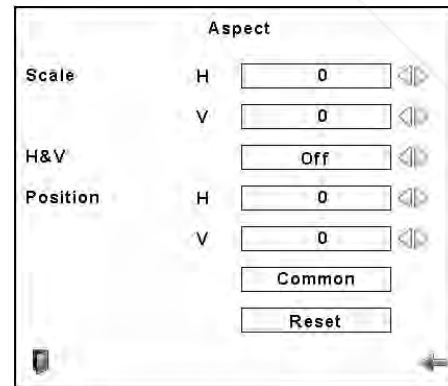 Aspect
Scale H 0
V 0
H&V Off
Position H 0
V 0
Common
Reset